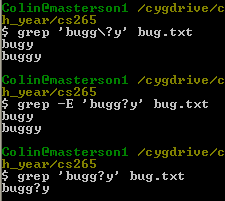 Colin@masterson1 /cygdrive/c
h_year/cs265
$ grep 'bugg\?y' bug.txt
bugy
buggy
Colin@masterson1 /cygdrive/c
h_year/cs265
$ grep -E 'bugg?y' bug.txt
bugy
buggy
Colin@masterson1 /cygdrive/c
h_year/cs265
$ grep 'bugg?y' bug.txt
bugg?y